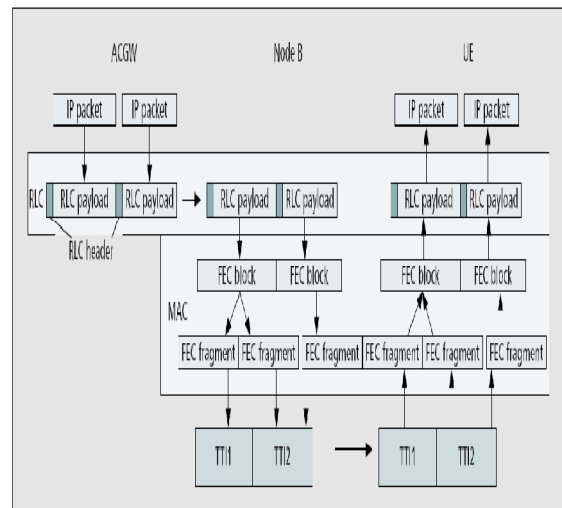 ACGW Node B UE
IP packet IP packet IP packet IP packet
RLC RLC payload RLC payload RLC payload RLC payload RLC payload RLC payload
RLC header
FEC block FEC block FEC block FEC block
MAC
FEC fragment FEC fragment FEC fragment FEC fragment FEC fragment FEC fragment
TTI1 TTI2 TTI1 TTI2